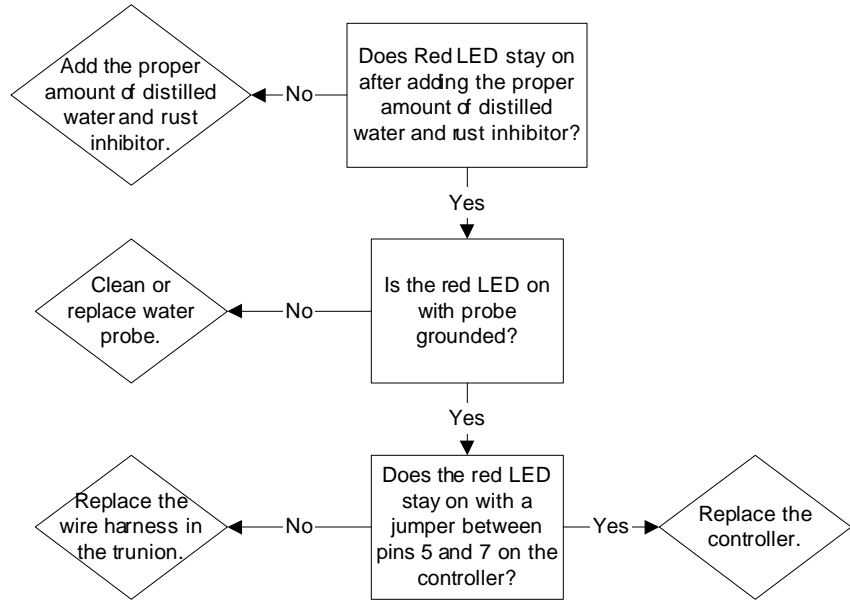 Add the proper
amount of distilled
water and rust
inhibitor.
No
Does Red LED stay on
after adding the proper
amount of distilled
water and rust inhibitor?
Yes
Clean or
replace water
probe.
No
Is the red LED on
with probe
grounded?
Yes
Replace the
wire harness in
the trunion.
No
Does the red LED
stay on with a
jumper between
pins 5 and 7 on the
controller?
Yes
Replace the
controller.